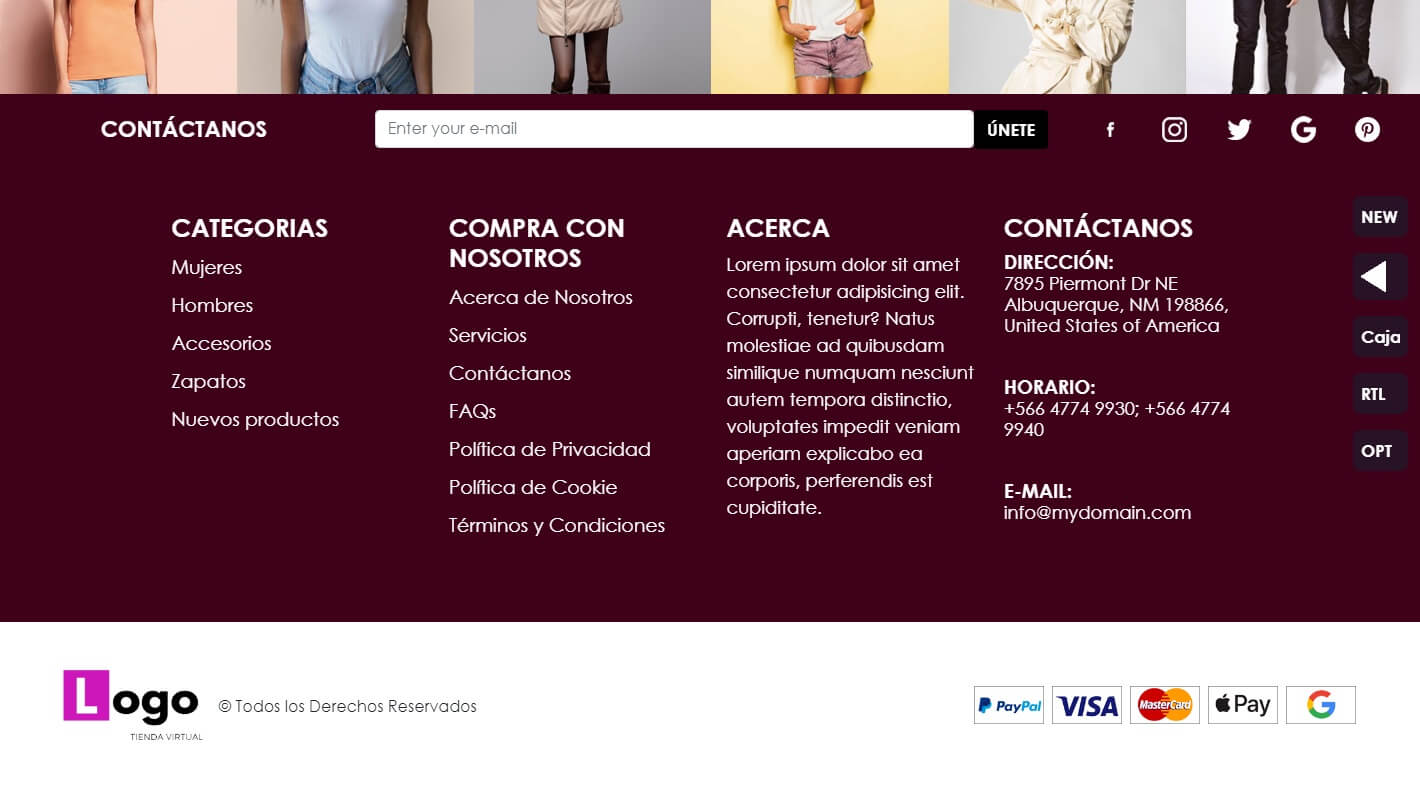 CONTÁCTANOS
Enter your e-mail
ÚNETE
CATEGORIAS
Mujeres
Hombres
Accesorios
Zapatos
Nuevos productos
COMPRA CON
NOSOTROS
Acerca de Nosotros
Servicios
Contáctanos
FAQs
Política de Privacidad
Política de Cookie
Términos y Condiciones
ACERCA
Lorem ipsum dolor sit amet
consectetur adipisicing elit.
Corrupti, tenetur? Natus
molestiae ad quibusdam
similique numquam nesciunt
autem tempora distinctio,
voluptates impedit veniam
aperiam explicabo ea
corporis, perferendis est
cupiditate.
CONTÁCTANOS
DIRECCIÓN:
7895 Piermont Dr NE
Albuquerque, NM 198866,
United States of America
HORARIO:
+566 4774 9930; +566 4774
9940
E-MAIL:
info@mydomain.com
NEW
Caja
RTL
OPT
Logo
TIENDA VIRTUAL
© Todos los Derechos Reservados
PayPal
VISA
MasterCard
Pay
G